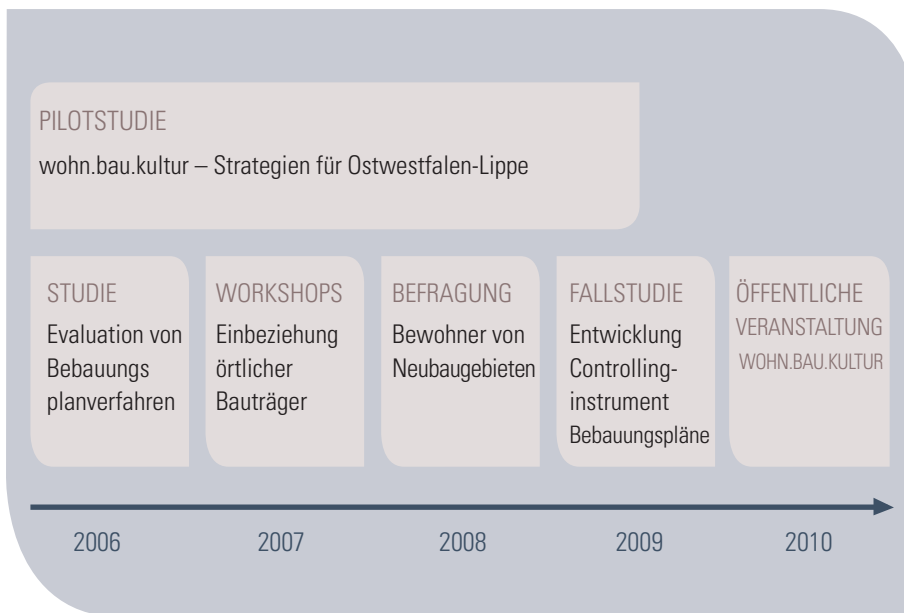 PILOTSTUDIE
wohn.bau.kultur – Strategien für Ostwestfalen-Lippe
STUDIE
Evaluation von
Bebauungs
planverfahren
WORKSHOPS
Einbeziehung
örtlicher
Bauträger
BEFRAGUNG
Bewohner von
Neubaugebieten
FALLSTUDIE
Entwicklung
Controlling-
instrument
Bebauungspläne
ÖFFENTLICHE
VERANSTALTUNG
WOHN.BAU.KULTUR
2006
2007
2008
2009
2010